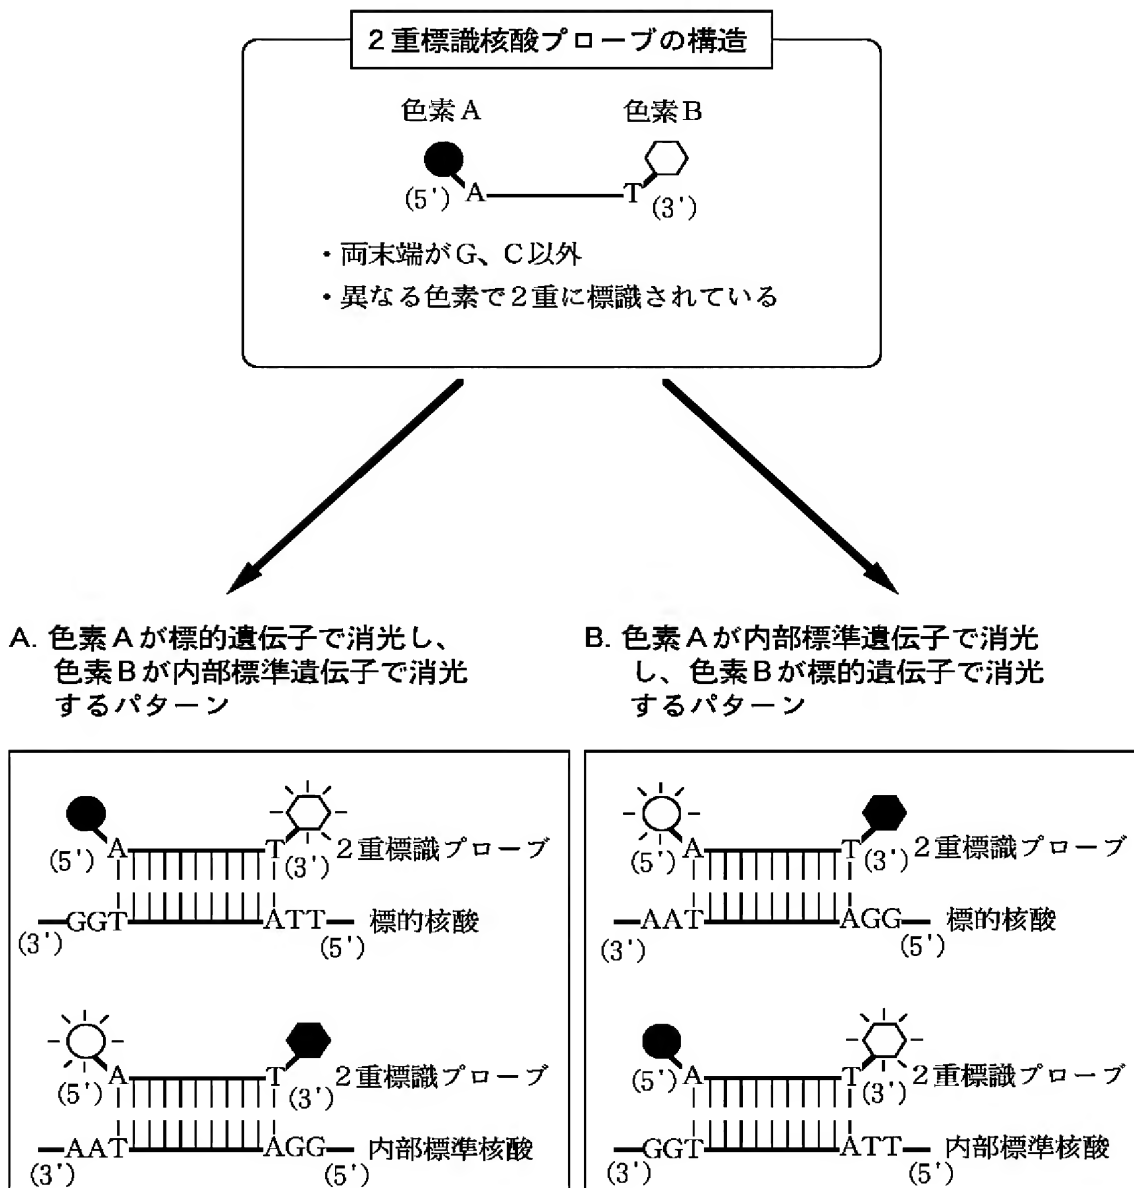 2重標識核酸プローブの構造
色素A 色素B
(5') A T (3')
・両末端がG、C以外
・異なる色素で2重に標識されている
A. 色素Aが標的遺伝子で消光し、
色素Bが内部標準遺伝子で消光
するパターン
(5') A T (3') 2重標識プローブ
(3') GGT ATT (5') 標的核酸
(5') A T (3') 2重標識プローブ
(3') AAT AGG (5') 内部標準核酸
B. 色素Aが内部標準遺伝子で消光
し、色素Bが標的遺伝子で消光
するパターン
(5') A T (3') 2重標識プローブ
(3') AAT AGG (5') 標的核酸
(5') A T (3') 2重標識プローブ
(3') GGT ATT (5') 内部標準核酸